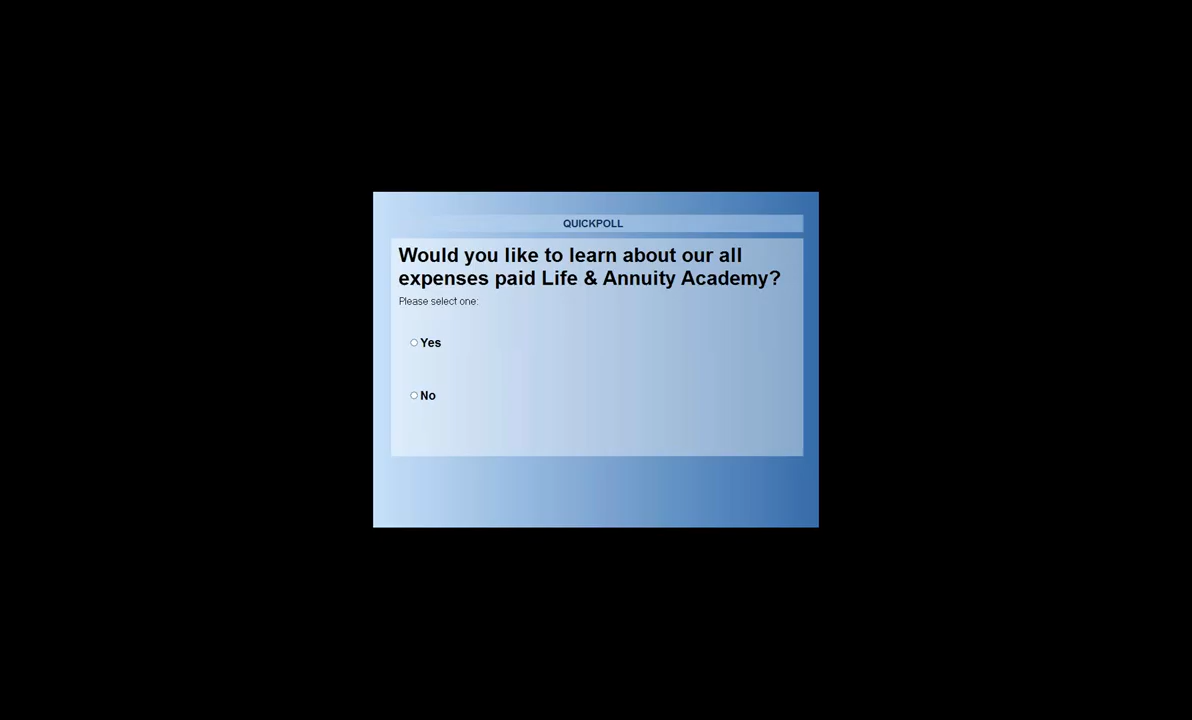 QUICKPOLL
Would you like to learn about our all
expenses paid Life & Annuity Academy?
Please select one:
Yes
No